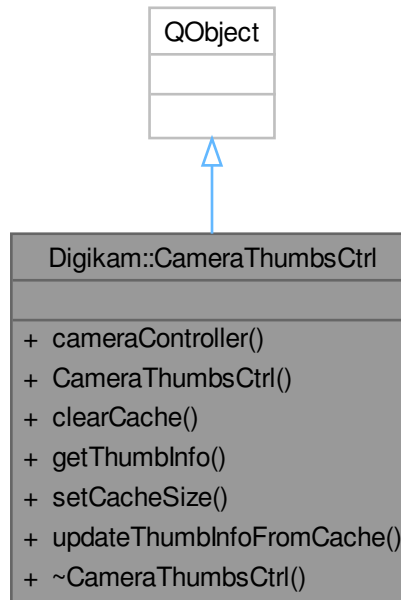 QObject
Digikam::CameraThumbsCtrl
+ cameraController()
+ CameraThumbsCtrl()
+ clearCache()
+ getThumbInfo()
+ setCacheSize()
+ updateThumbInfoFromCache()
+ ~CameraThumbsCtrl()